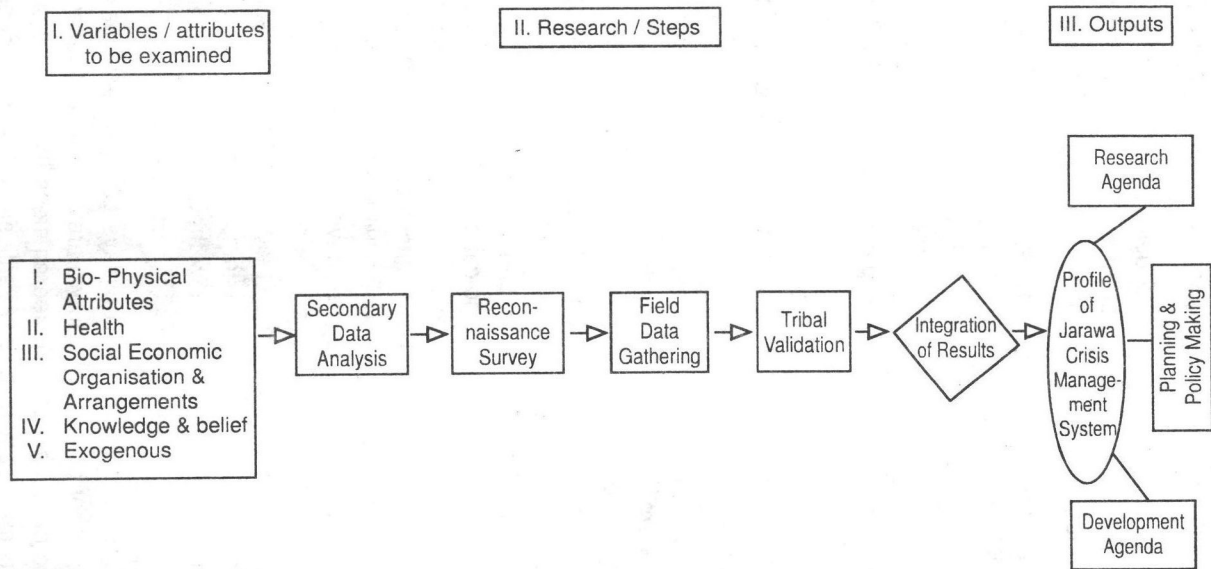 I. Variables / attributes
to be examined
II. Research / Steps
III. Outputs
I. Bio- Physical
Attributes
II. Health
III. Social Economic
Organisation &
Arrangements
IV. Knowledge & belief
V. Exogenous
Secondary
Data
Analysis
Recon-
naissance
Survey
Field
Data
Gathering
Tribal
Validation
Integration
of Results
Profile
of
Jarawa
Crisis
Manage-
ment
System
Research
Agenda
Planning &
Policy Making
Development
Agenda